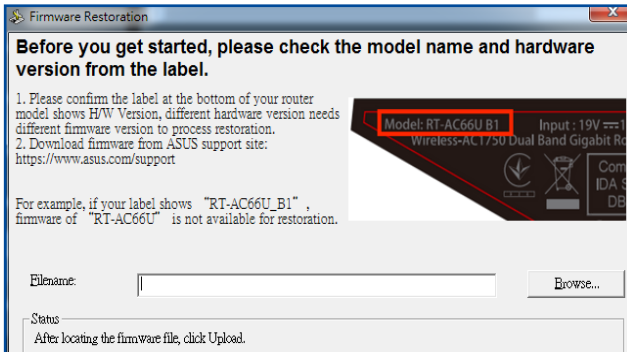 Firmware Restoration
Before you get started, please check the model name and hardware
version from the label.
1. Please confirm the label at the bottom of your router
model shows H/W Version, different hardware version needs
different firmware version to process restoration.
2. Download firmware from ASUS support site:
https://www.asus.com/support
For example, if your label shows “RT-AC66U_B1”,
firmware of “RT-AC66U” is not available for restoration.
Model: RT-AC66U B1 Input : 19V
Wireless-AC1750 Dual Band Gigabit
IDA
DB
Filename:
Browse...
Status
After locating the firmware file, click Upload.